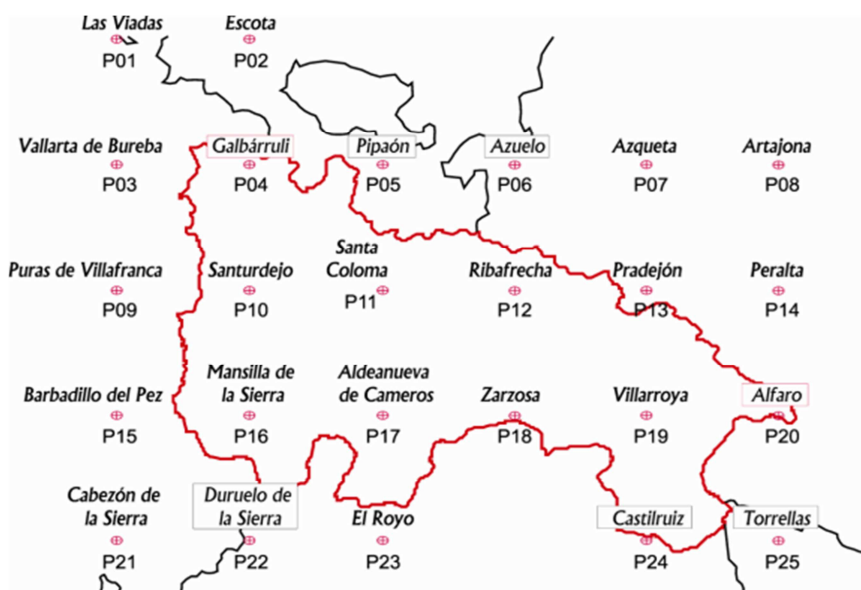 Las Viadas
P01
Escota
P02
Vallarta de Bureba
P03
Galbárruli
P04
Pipaón
P05
Azuelo
P06
Azqueta
P07
Artajona
P08
Puras de Villafranca
P09
Santurdejo
P10
Santa
Coloma
P11
Ribafrecha
P12
Pradejón
P13
Peralta
P14
Barbadillo del Pez
P15
Mansilla de
la Sierra
P16
Aldeanueva
de Cameros
P17
Zarzosa
P18
Villarroya
P19
Alfaro
P20
Cabezón de
la Sierra
P21
Duruelo de
la Sierra
P22
El Royo
P23
Castilruiz
P24
Torrellas
P25